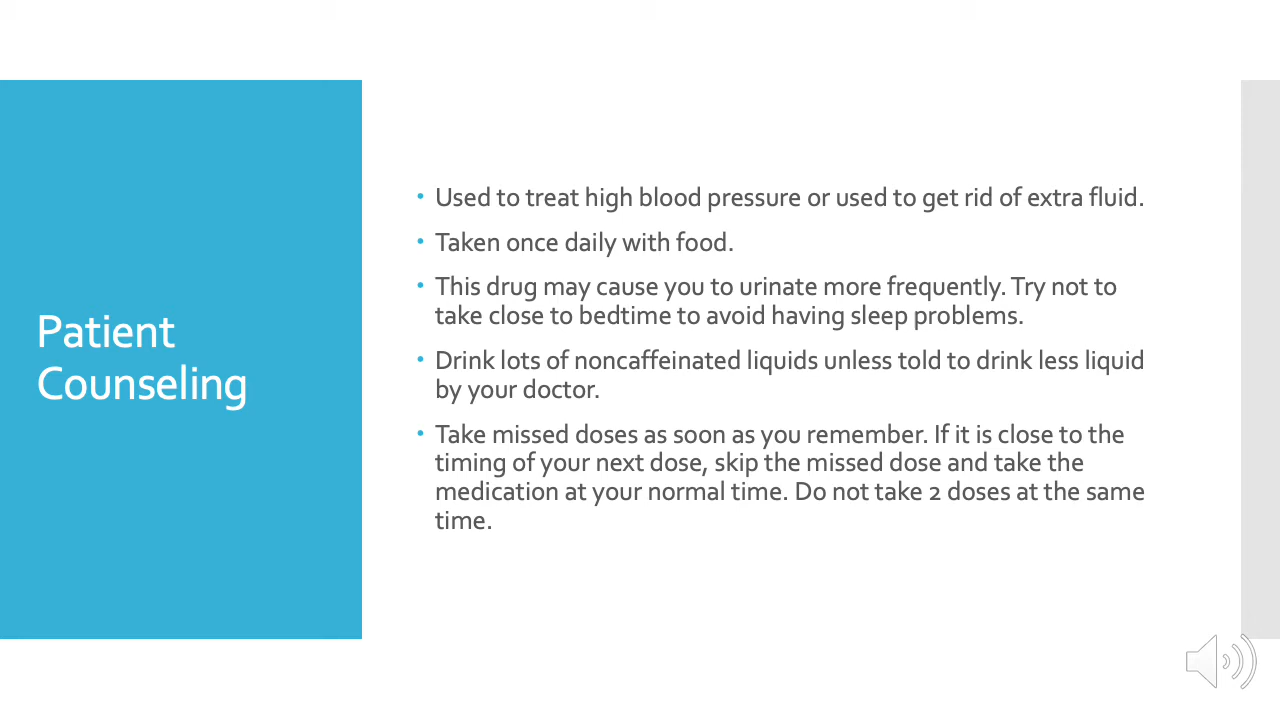 Patient
Counseling
• Used to treat high blood pressure or used to get rid of extra fluid.
• Taken once daily with food.
• This drug may cause you to urinate more frequently. Try not to
take close to bedtime to avoid having sleep problems.
• Drink lots of noncaffeinated liquids unless told to drink less liquid
by your doctor.
• Take missed doses as soon as you remember. If it is close to the
timing of your next dose, skip the missed dose and take the
medication at your normal time. Do not take 2 doses at the same
time.